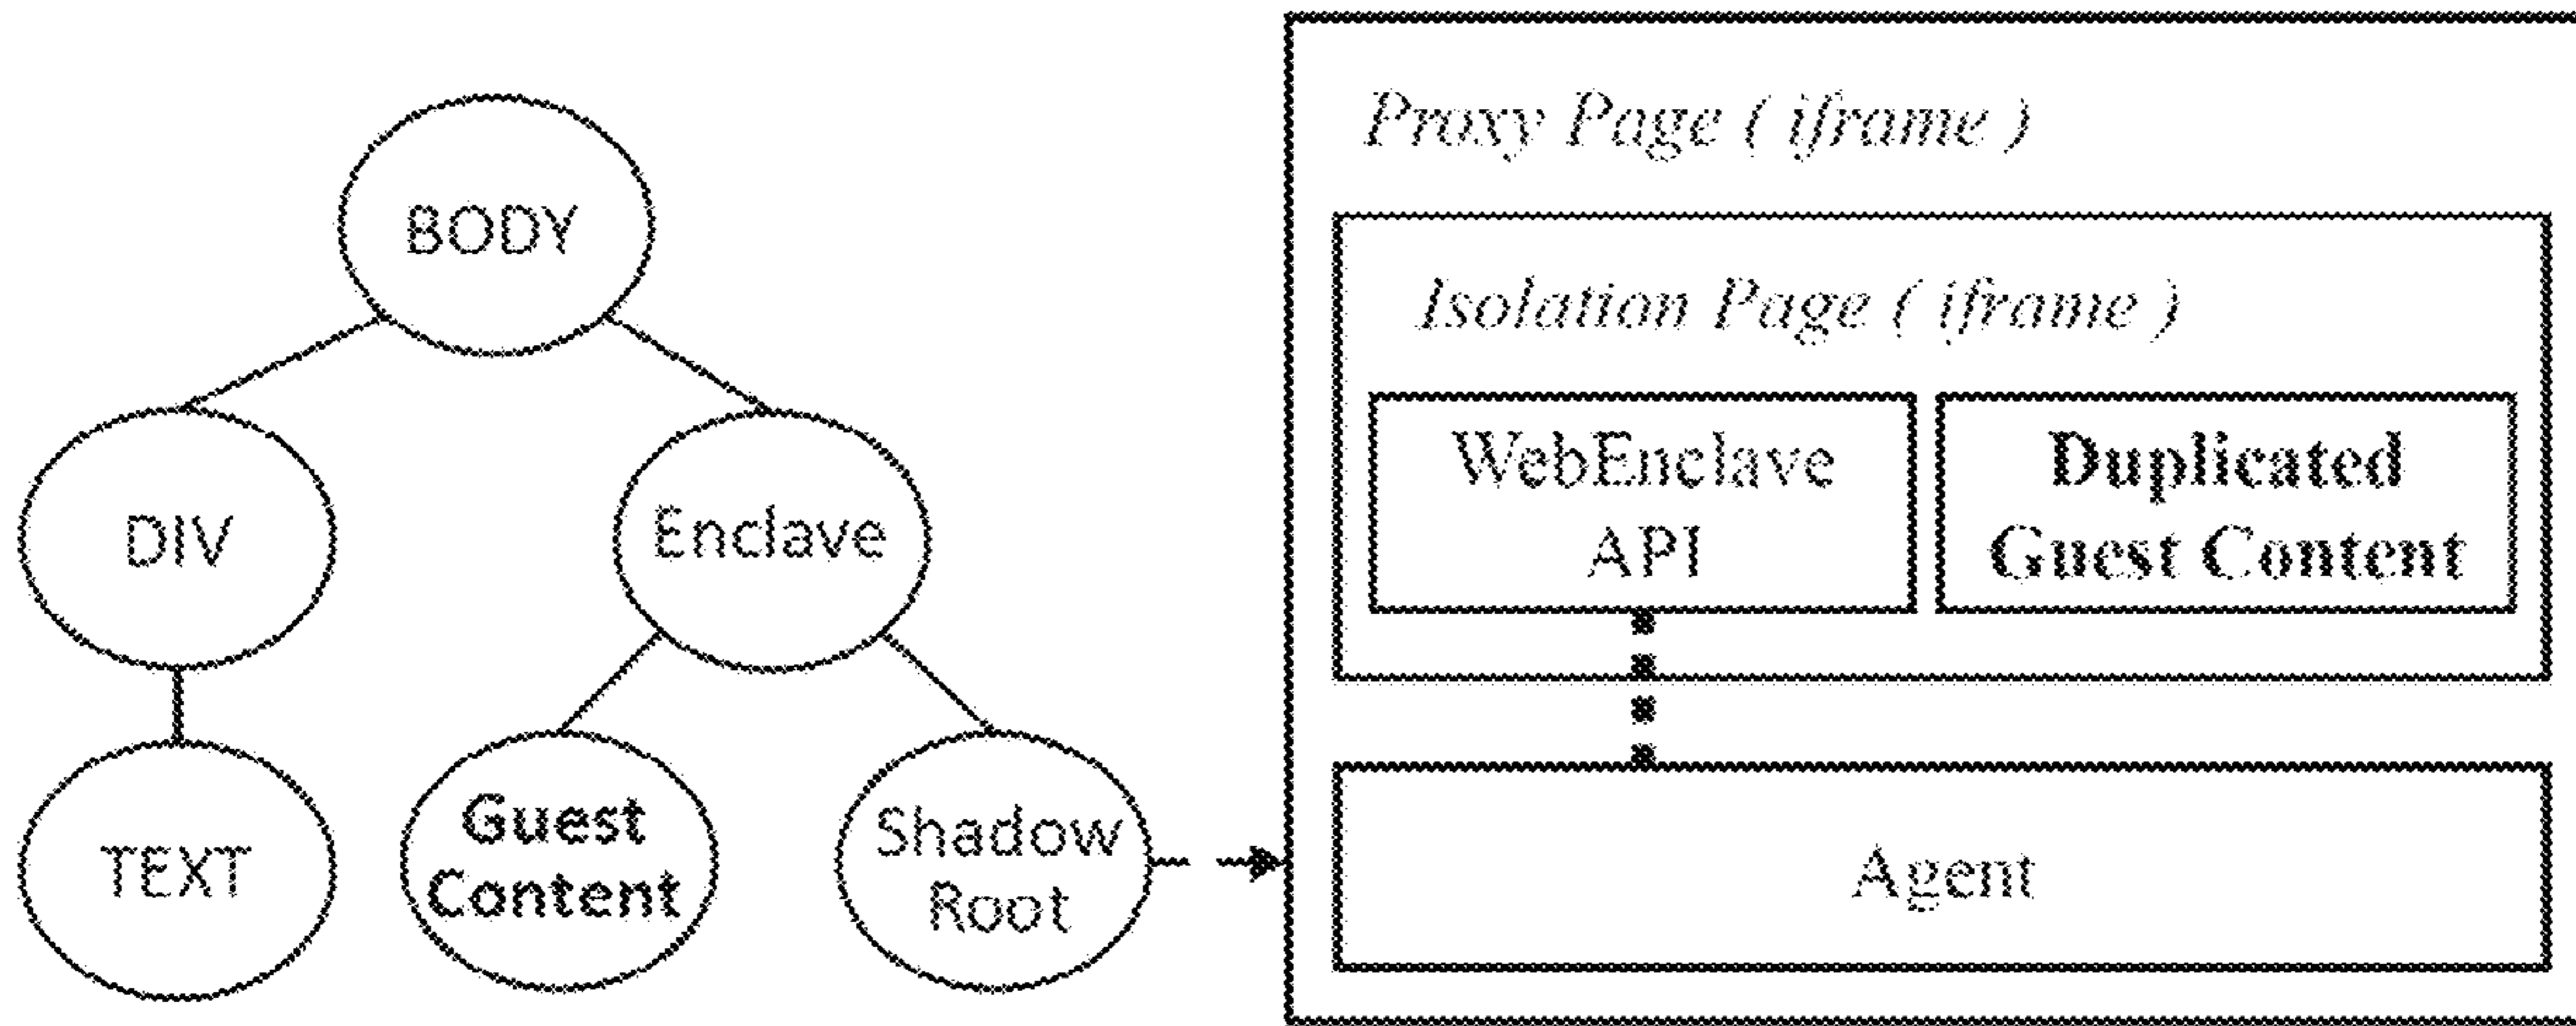 BODY
DIV
Enclave
TEXT
Guest
Content
Shadow
Root
Proxy Page ( iframe )
Isolation Page ( iframe )
WebEnclave
API
Duplicated
Guest Content
Agent